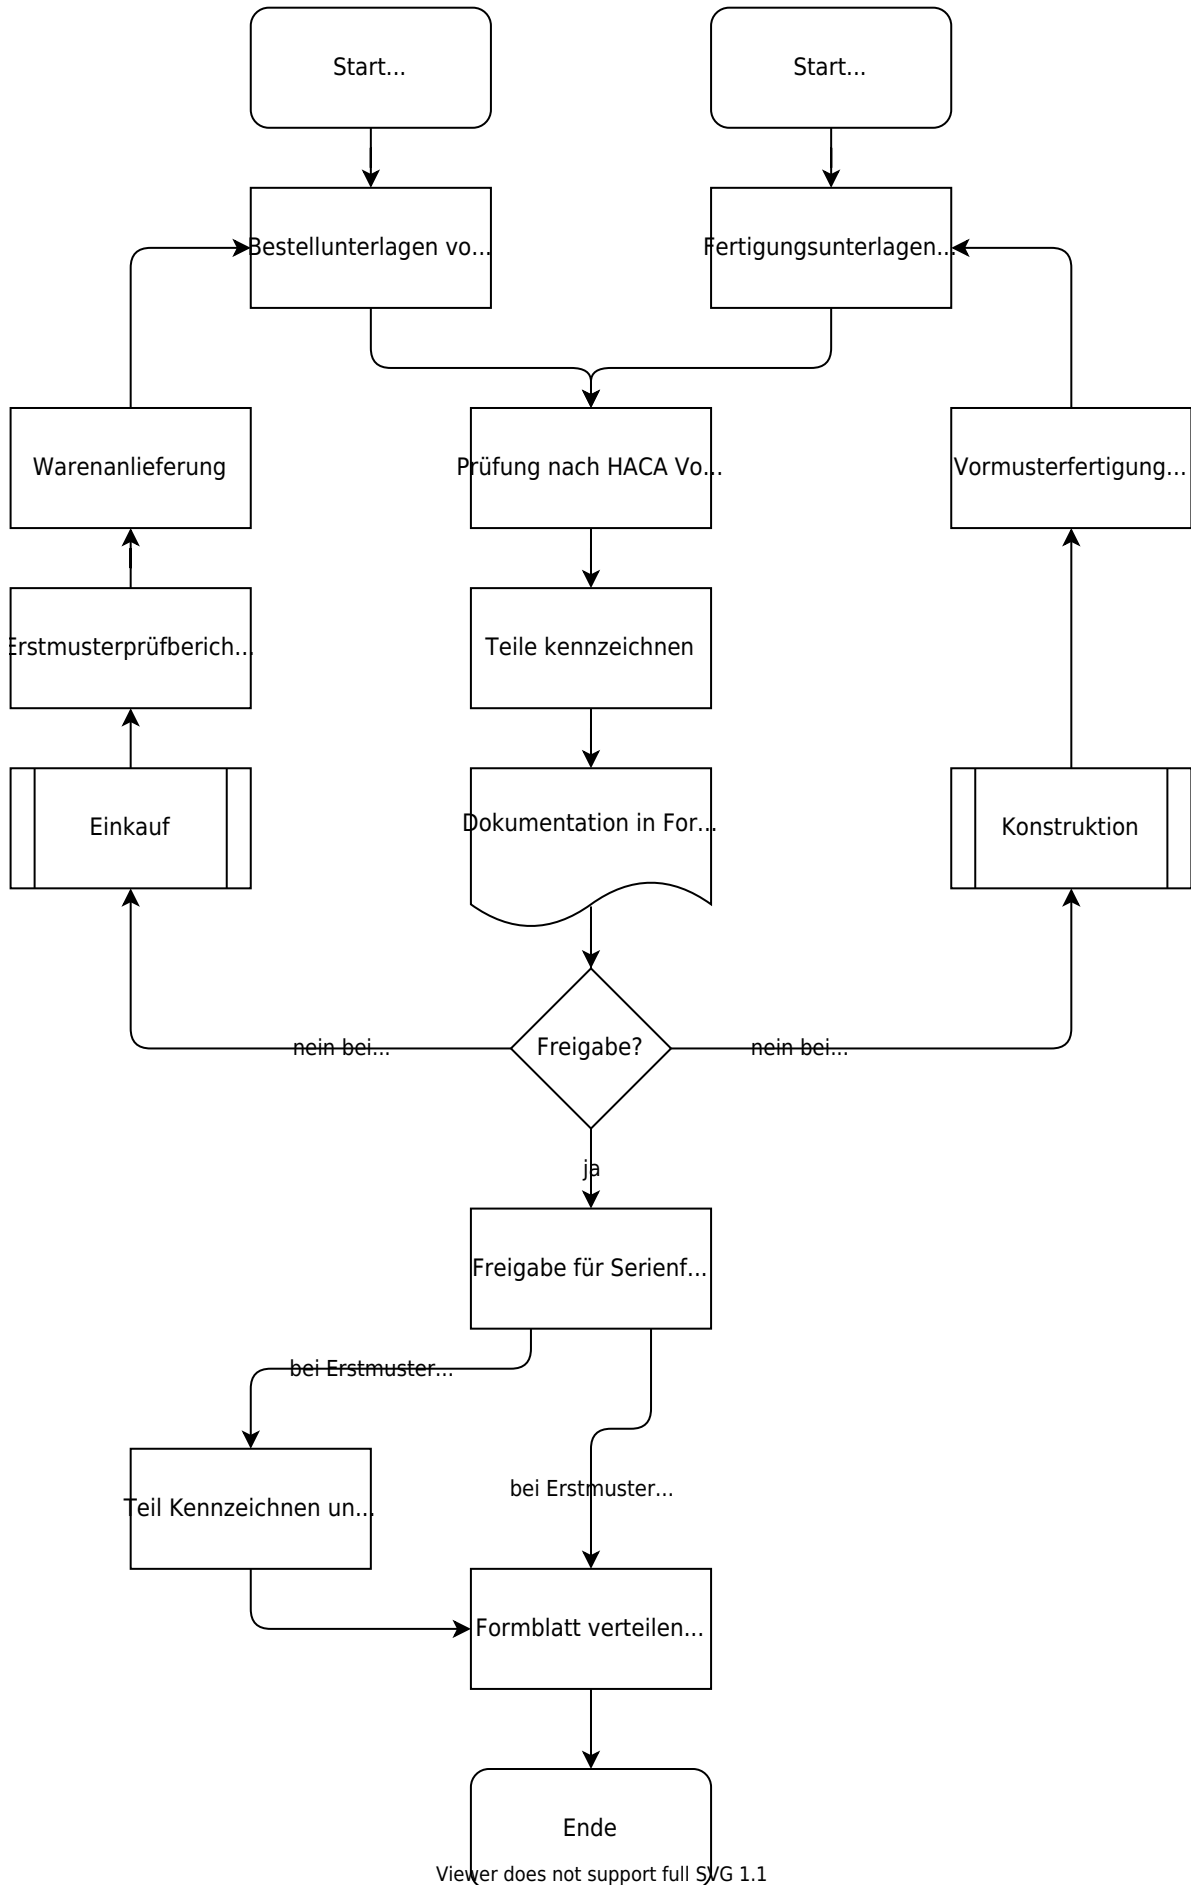 Start...
Start...
Bestellunterlagen vo...
Fertigungsunterlagen...
Warenanlieferung
Prüfung nach HACA Vo...
Vormusterfertigung...
Erstmusterprüfberich...
Teile kennzeichnen
Einkauf
Dokumentation in For...
Konstruktion
nein bei...
Freigabe?
nein bei...
ja
Freigabe für Serienf...
bei Erstmuster...
bei Erstmuster...
Teil Kennzeichnen un...
Formblatt verteilen...
Ende
Viewer does not support full SVG 1.1